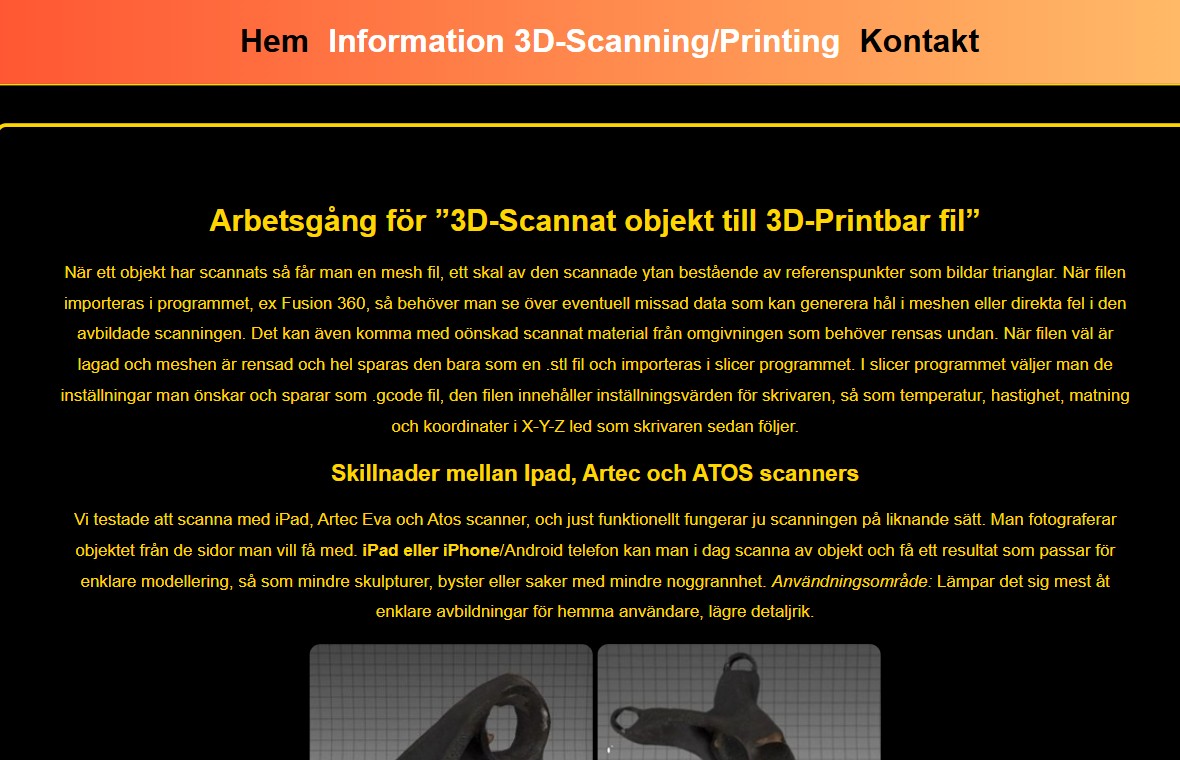 Hem Information 3D-Scanning/Printing Kontakt
Arbetsgång för ”3D-Scannat objekt till 3D-Printbar fil”
När ett objekt har scannats så får man en mesh fil, ett skal av den scannade ytan bestående av referenspunkter som bildar trianglar. När filen
importeras i programmet, ex Fusion 360, så behöver man se över eventuell missad data som kan generera hål i meshen eller direkta fel i den
avbildade scanningen. Det kan även komma med oönskad scannat material från omgivningen som behöver rensas undan. När filen väl är
lagad och meshen är rensad och hel sparas den bara som en .stl fil och importeras i slicer programmet. I slicer programmet väljer man de
inställningar man önskar och sparar som .gcode fil, den filen innehåller inställningsvärden för skrivaren, så som temperatur, hastighet, matning
och koordinater i X-Y-Z led som skrivaren sedan följer.
Skillnader mellan Ipad, Artec och ATOS scanners
Vi testade att scanna med iPad, Artec Eva och Atos scanner, och just funktionellt fungerar ju scanningen på liknande sätt. Man fotograferar
objektet från de sidor man vill få med. iPad eller iPhone/Android telefon kan man i dag scanna av objekt och få ett resultat som passar för
enklare modellering, så som mindre skulpturer, byster eller saker med mindre noggrannhet. Användningsområde: Lämpar det sig mest åt
enklare avbildningar för hemma användare, lägre detaljrik.